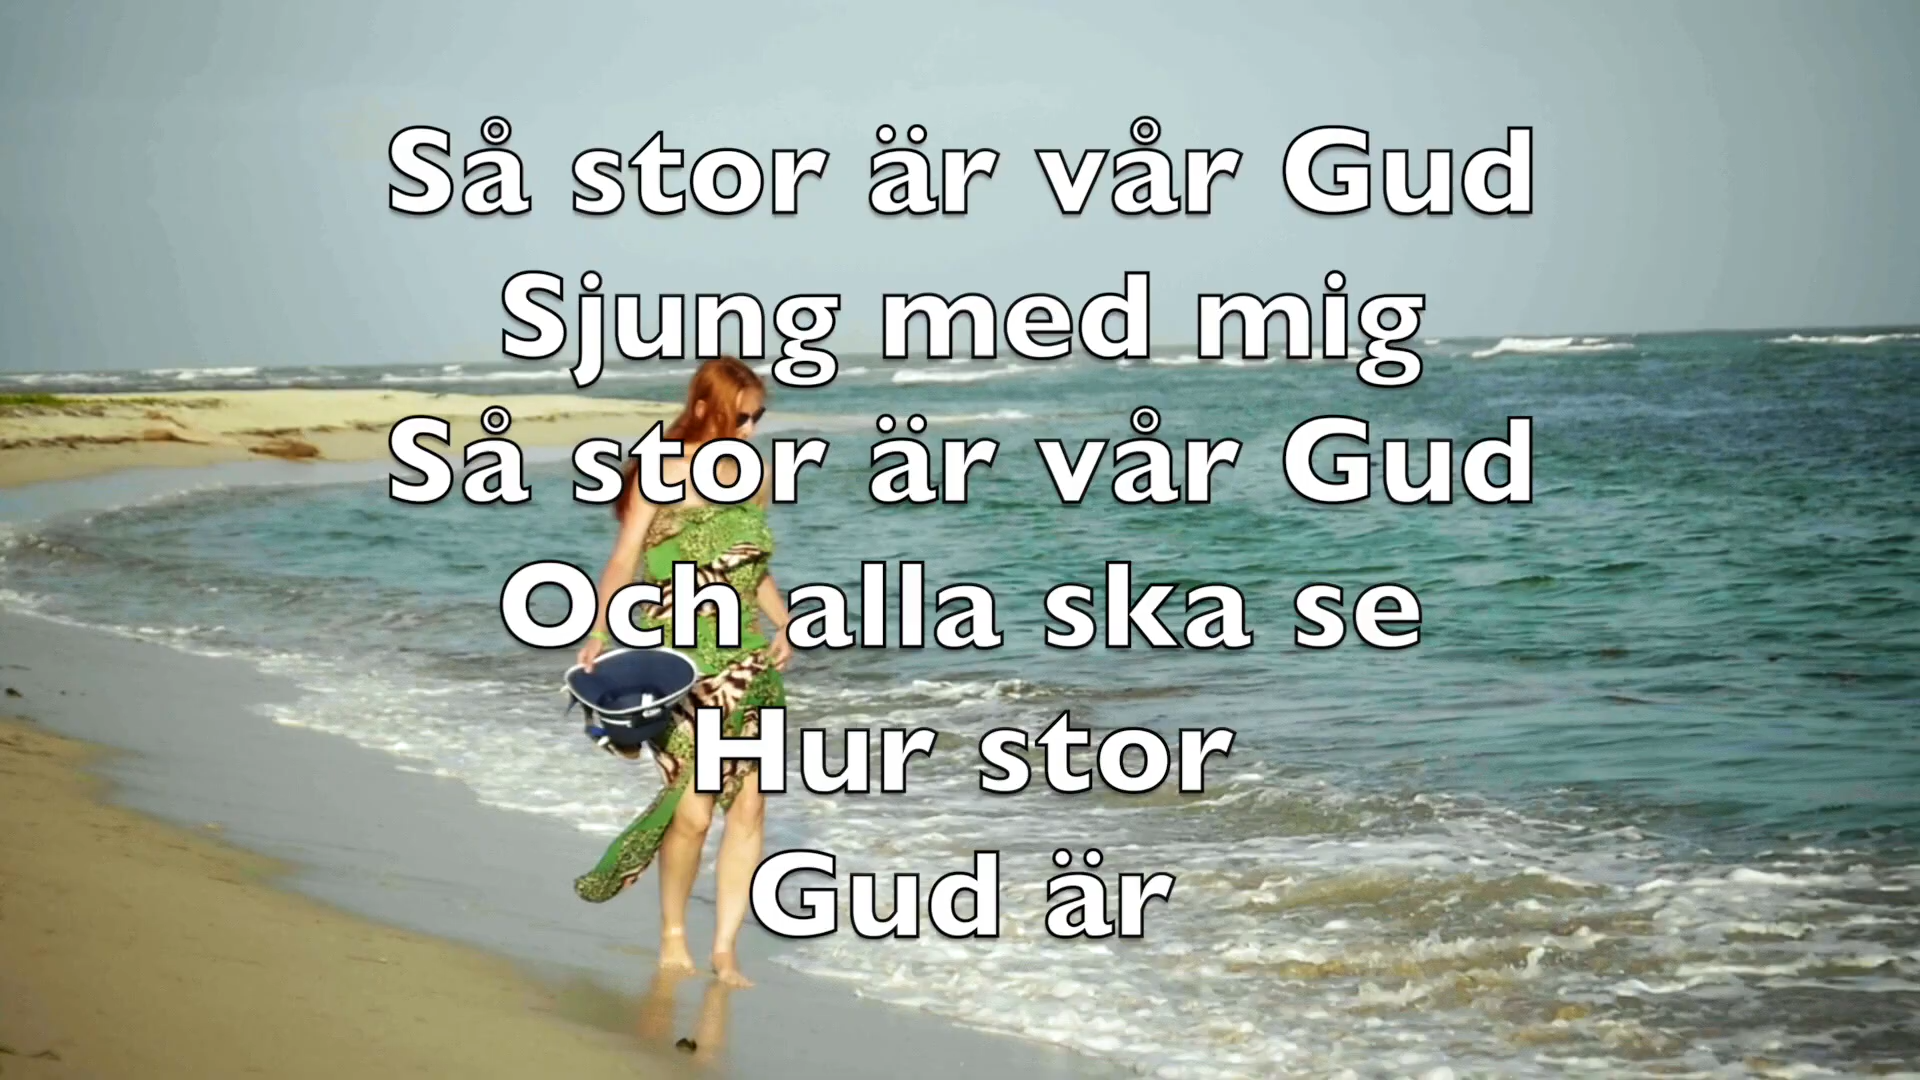 Så stor är vår Gud
Sjung med mig
Så stor är vår Gud
Och alla ska se
Hur stor
Gud är